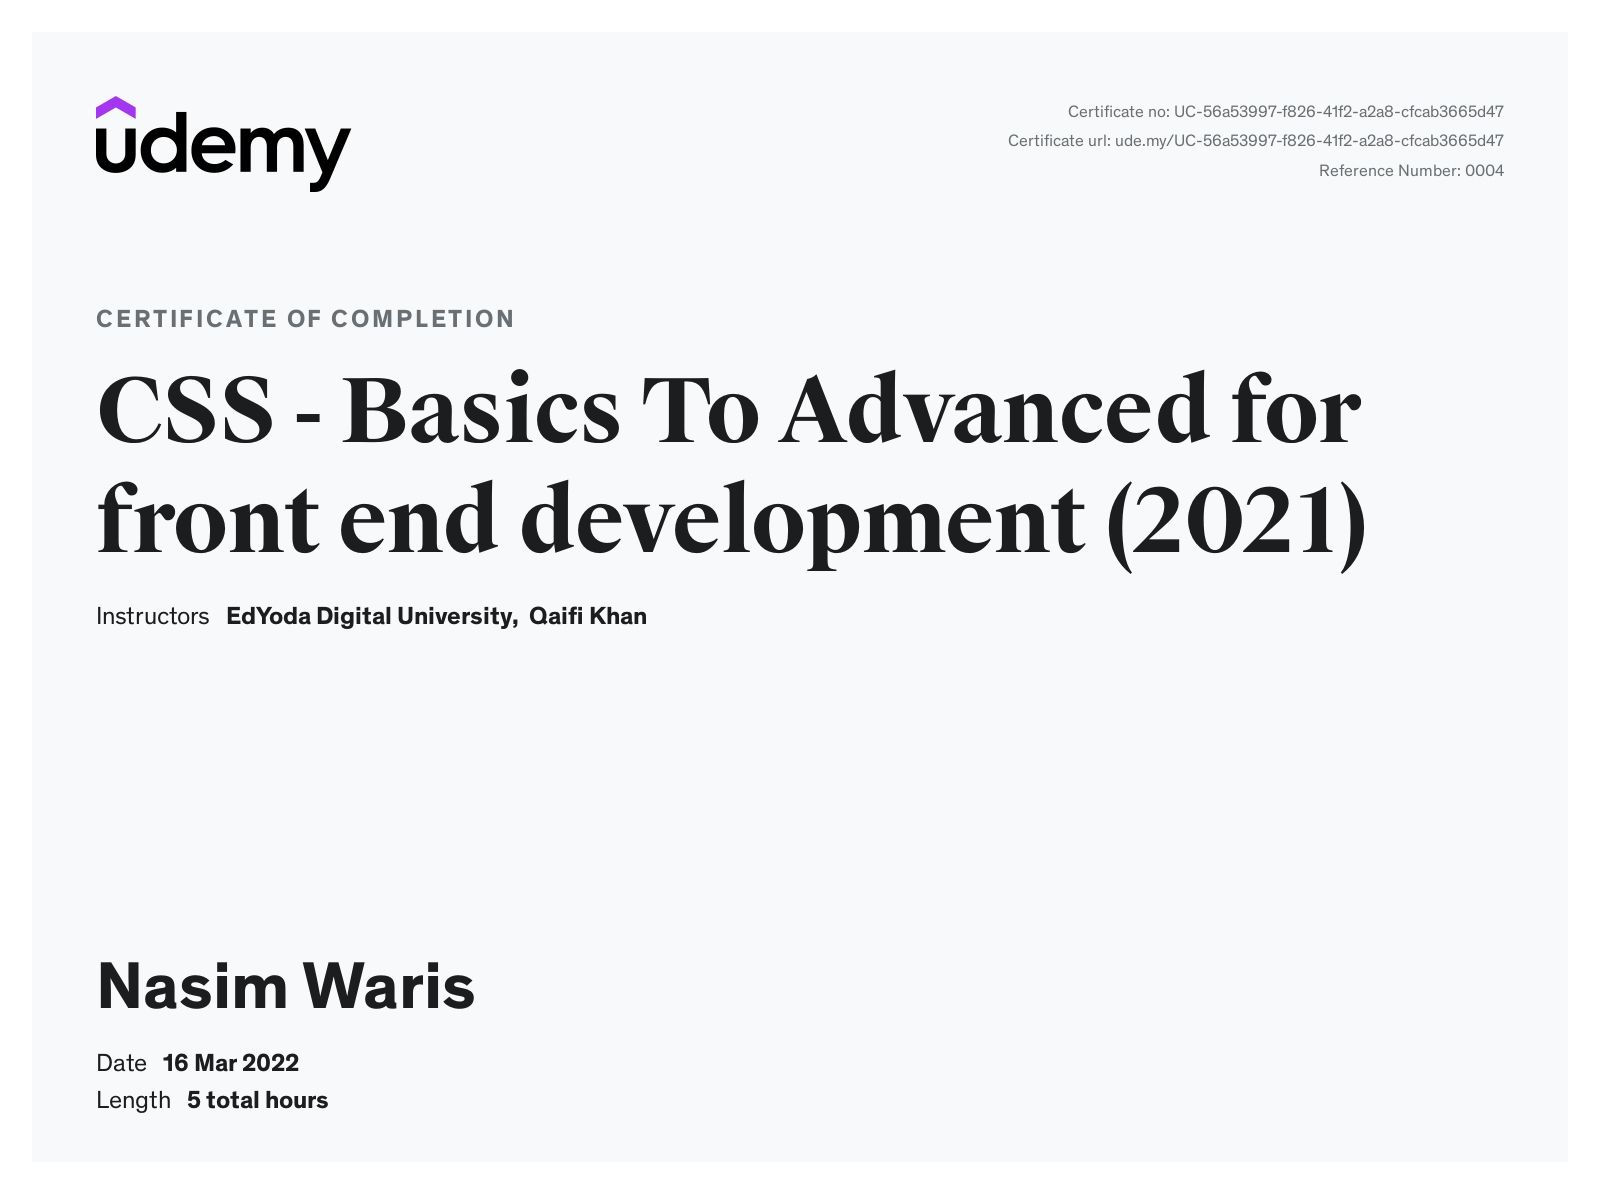 udemy
Certificate no: UC-56a53997-f826-41f2-a2a8-cfcab3665d47
Certificate url: ude.my/UC-56a53997-f826-41f2-a2a8-cfcab3665d47
Reference Number: 0004
CERTIFICATE OF COMPLETION
CSS - Basics To Advanced for
front end development (2021)
Instructors EdYoda Digital University, Qaifi Khan
Nasim Waris
Date 16 Mar 2022
Length 5 total hours